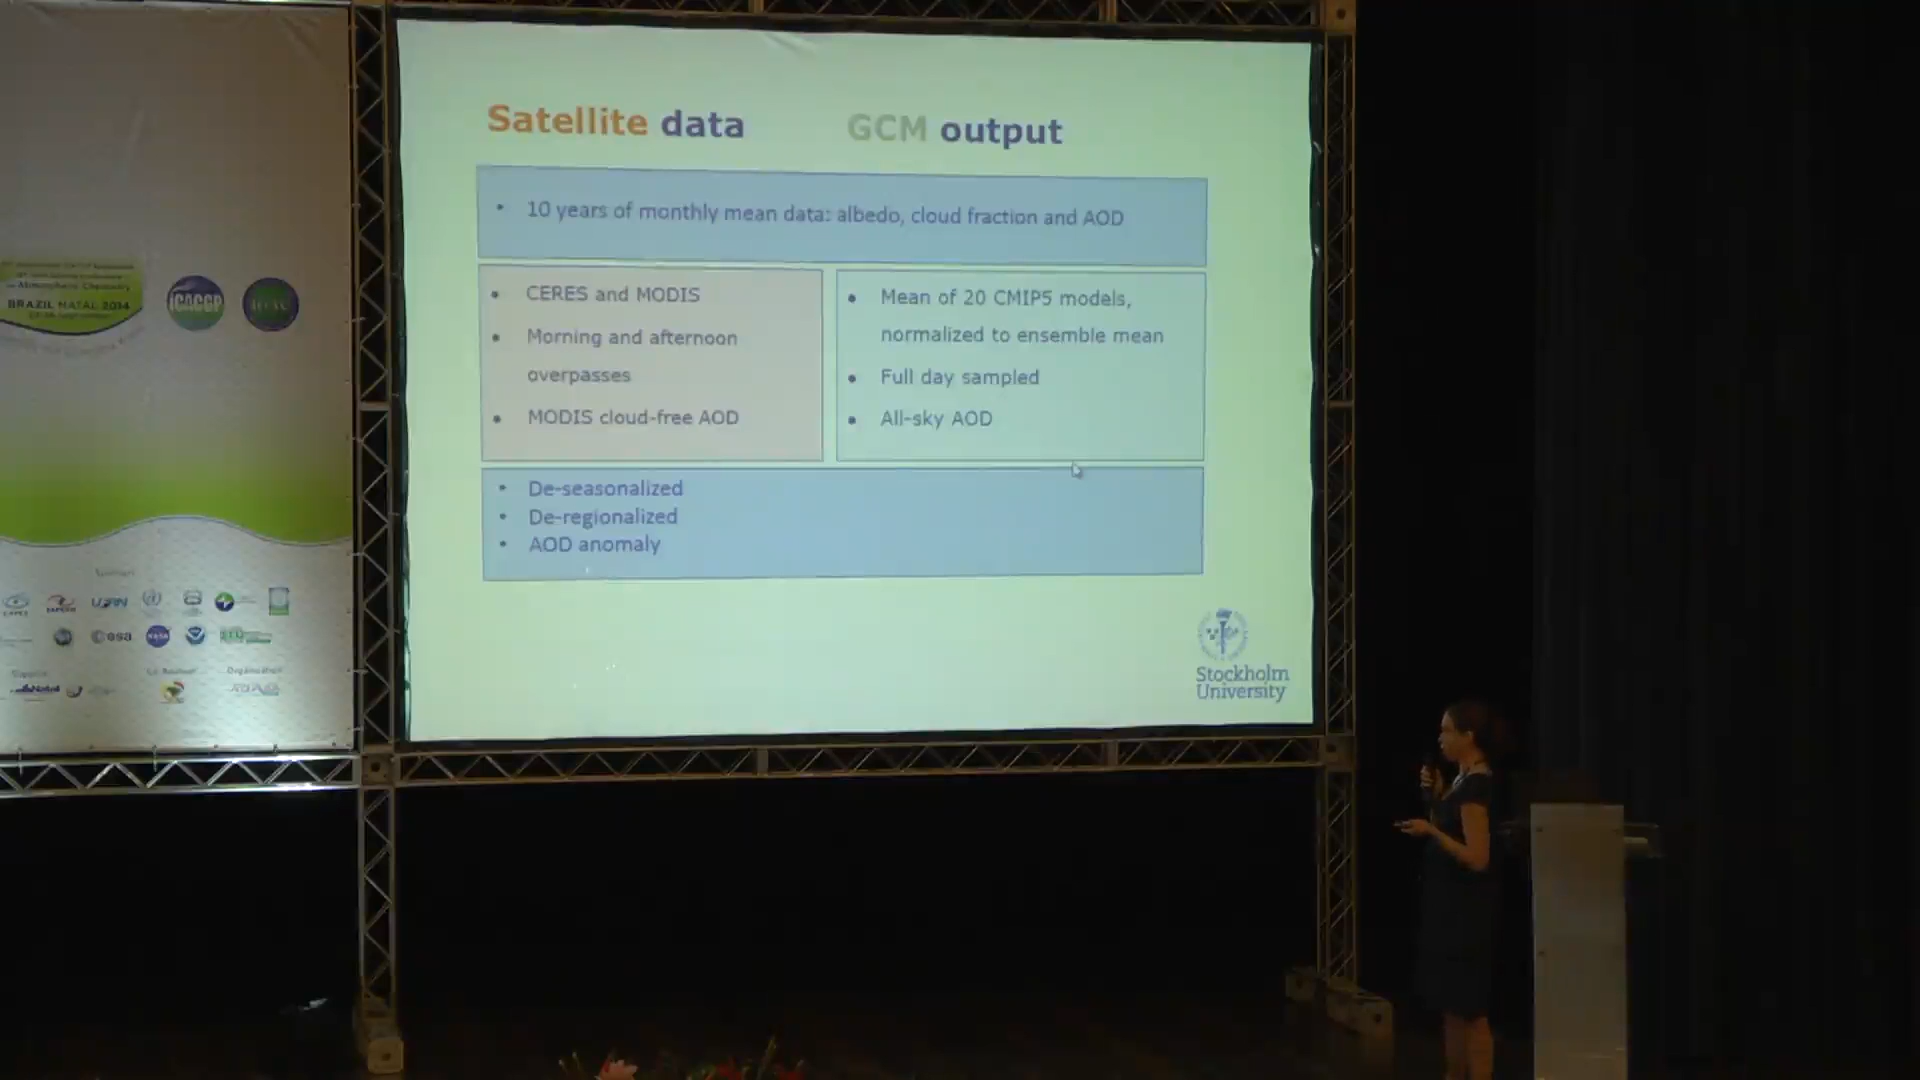 Satellite data
GCM output
• 10 years of monthly mean data: albedo, cloud fraction and AOD
• CERES and MODIS
• Morning and afternoon
overpasses
• MODIS cloud-free AOD
• Mean of 20 CMIP5 models,
normalized to ensemble mean
• Full day sampled
• All-sky AOD
• De-seasonalized
• De-regionalized
• AOD anomaly
Stockholm
University
Atmospheric Chemistry
BRAZIL NATAL 2014
iCACGP
esa